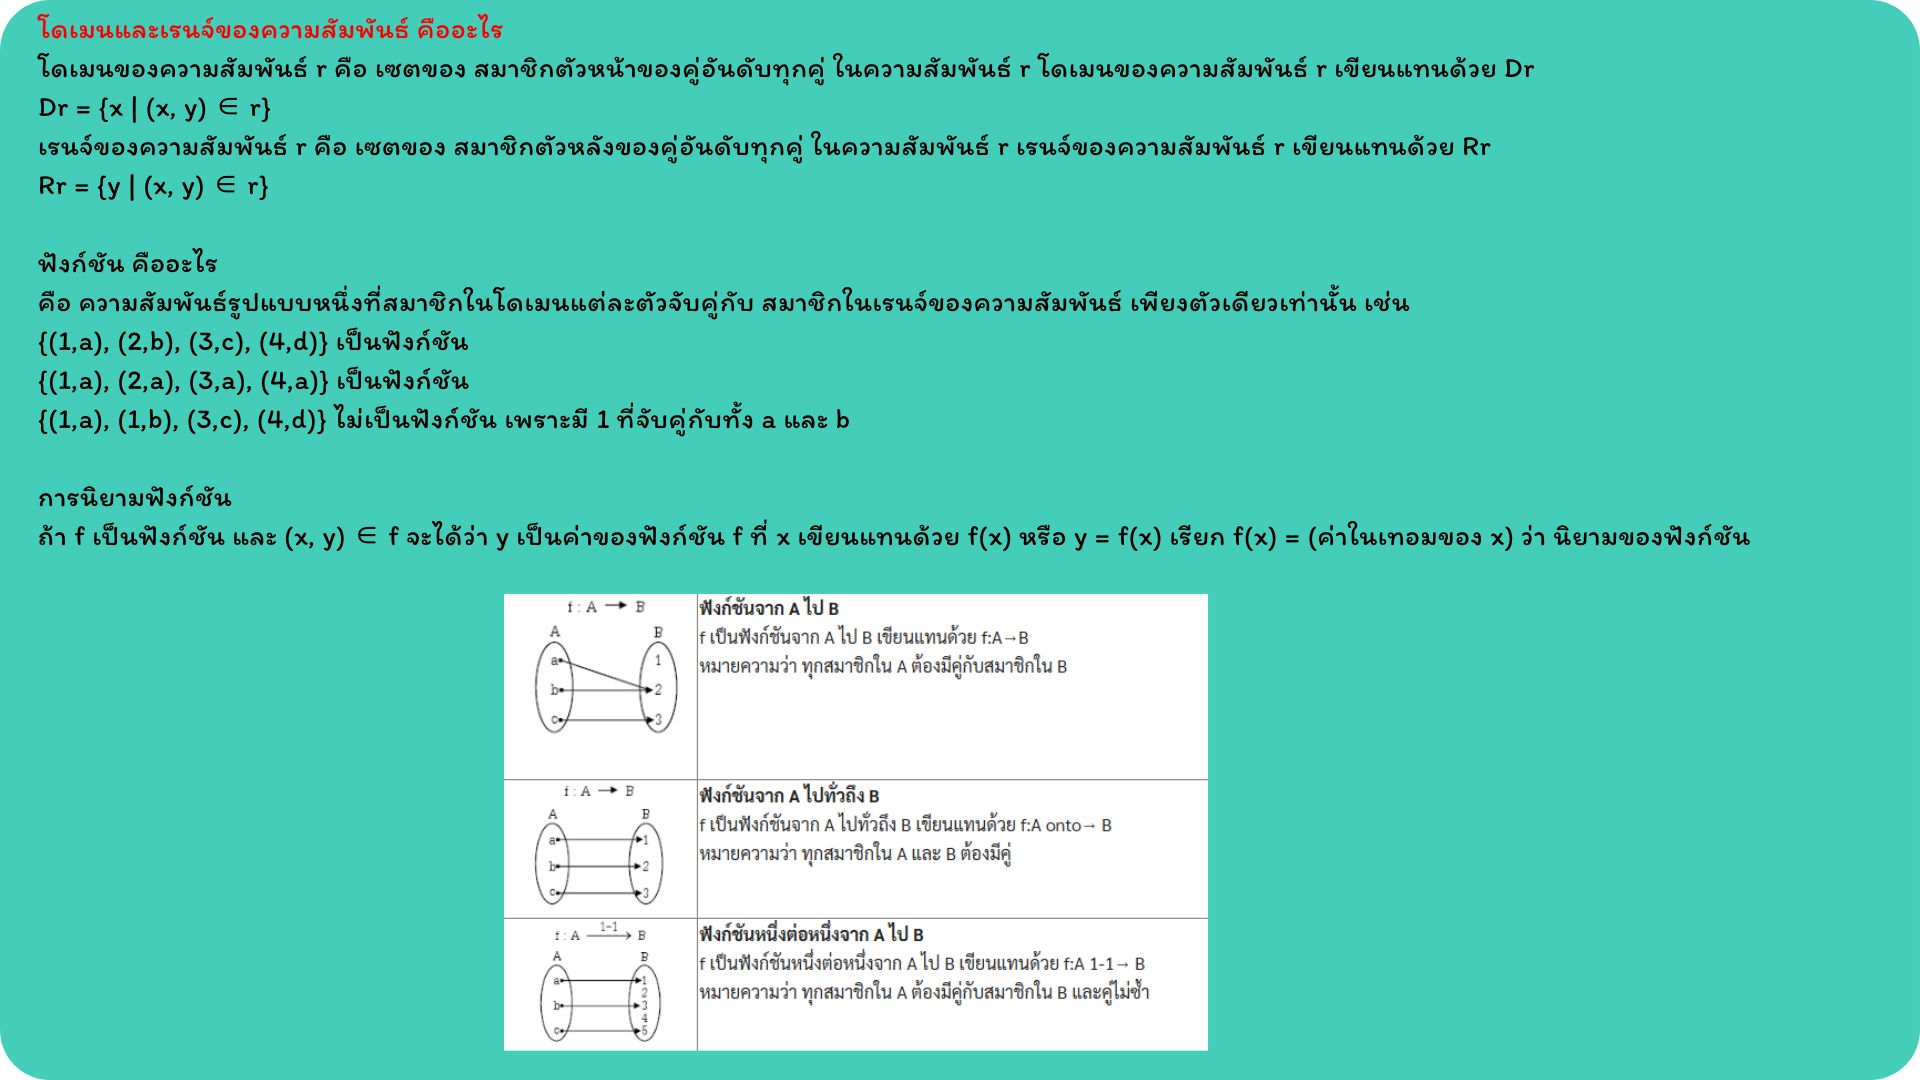 โดเมนและเรนจ์ของความสัมพันธ์ คืออะไร
โดเมนของความสัมพันธ์ r คือ เซตของ สมาชิกตัวหน้าของคู่อันดับทุกคู่ ในความสัมพันธ์ r โดเมนของความสัมพันธ์ r เขียนแทนด้วย Dr
Dr = {x | (x, y) ∈ r}
เรนจ์ของความสัมพันธ์ r คือ เซตของ สมาชิกตัวหลังของคู่อันดับทุกคู่ ในความสัมพันธ์ r เรนจ์ของความสัมพันธ์ r เขียนแทนด้วย Rr
Rr = {y | (x, y) ∈ r}
ฟังก์ชัน คืออะไร
คือ ความสัมพันธ์รูปแบบหนึ่งที่สมาชิกในโดเมนแต่ละตัวจับคู่กับ สมาชิกในเรนจ์ของความสัมพันธ์ เพียงตัวเดียวเท่านั้น เช่น
{(1,a), (2,b), (3,c), (4,d)} เป็นฟังก์ชัน
{(1,a), (2,a), (3,a), (4,a)} เป็นฟังก์ชัน
{(1,a), (1,b), (3,c), (4,d)} ไม่เป็นฟังก์ชัน เพราะมี 1 ที่จับคู่กับทั้ง a และ b
การนิยามฟังก์ชัน
ถ้า f เป็นฟังก์ชัน และ (x, y) ∈ f จะได้ว่า y เป็นค่าของฟังก์ชัน f ที่ x เขียนแทนด้วย f(x) หรือ y = f(x) เรียก f(x) = (ค่าในเทอมของ x) ว่า นิยามของฟังก์ชัน
f : A → B
A B
a 1
b 2
c 3
ฟังก์ชันจาก A ไป B
f เป็นฟังก์ชันจาก A ไป B เขียนแทนด้วย f:A→B
หมายความว่า ทุกสมาชิกใน A ต้องมีคู่กับสมาชิกใน B
f : A → B
A B
a 1
b 2
c 3
ฟังก์ชันจาก A ไปทั่วถึง B
f เป็นฟังก์ชันจาก A ไปทั่วถึง B เขียนแทนด้วย f:A onto→ B
หมายความว่า ทุกสมาชิกใน A และ B ต้องมีคู่
1-1
f : A → B
A B
a 1
2
b 3
4
c 5
ฟังก์ชันหนึ่งต่อหนึ่งจาก A ไป B
f เป็นฟังก์ชันหนึ่งต่อหนึ่งจาก A ไป B เขียนแทนด้วย f:A 1-1→ B
หมายความว่า ทุกสมาชิกใน A ต้องมีคู่กับสมาชิกใน B และคู่ไม่ซ้ำ